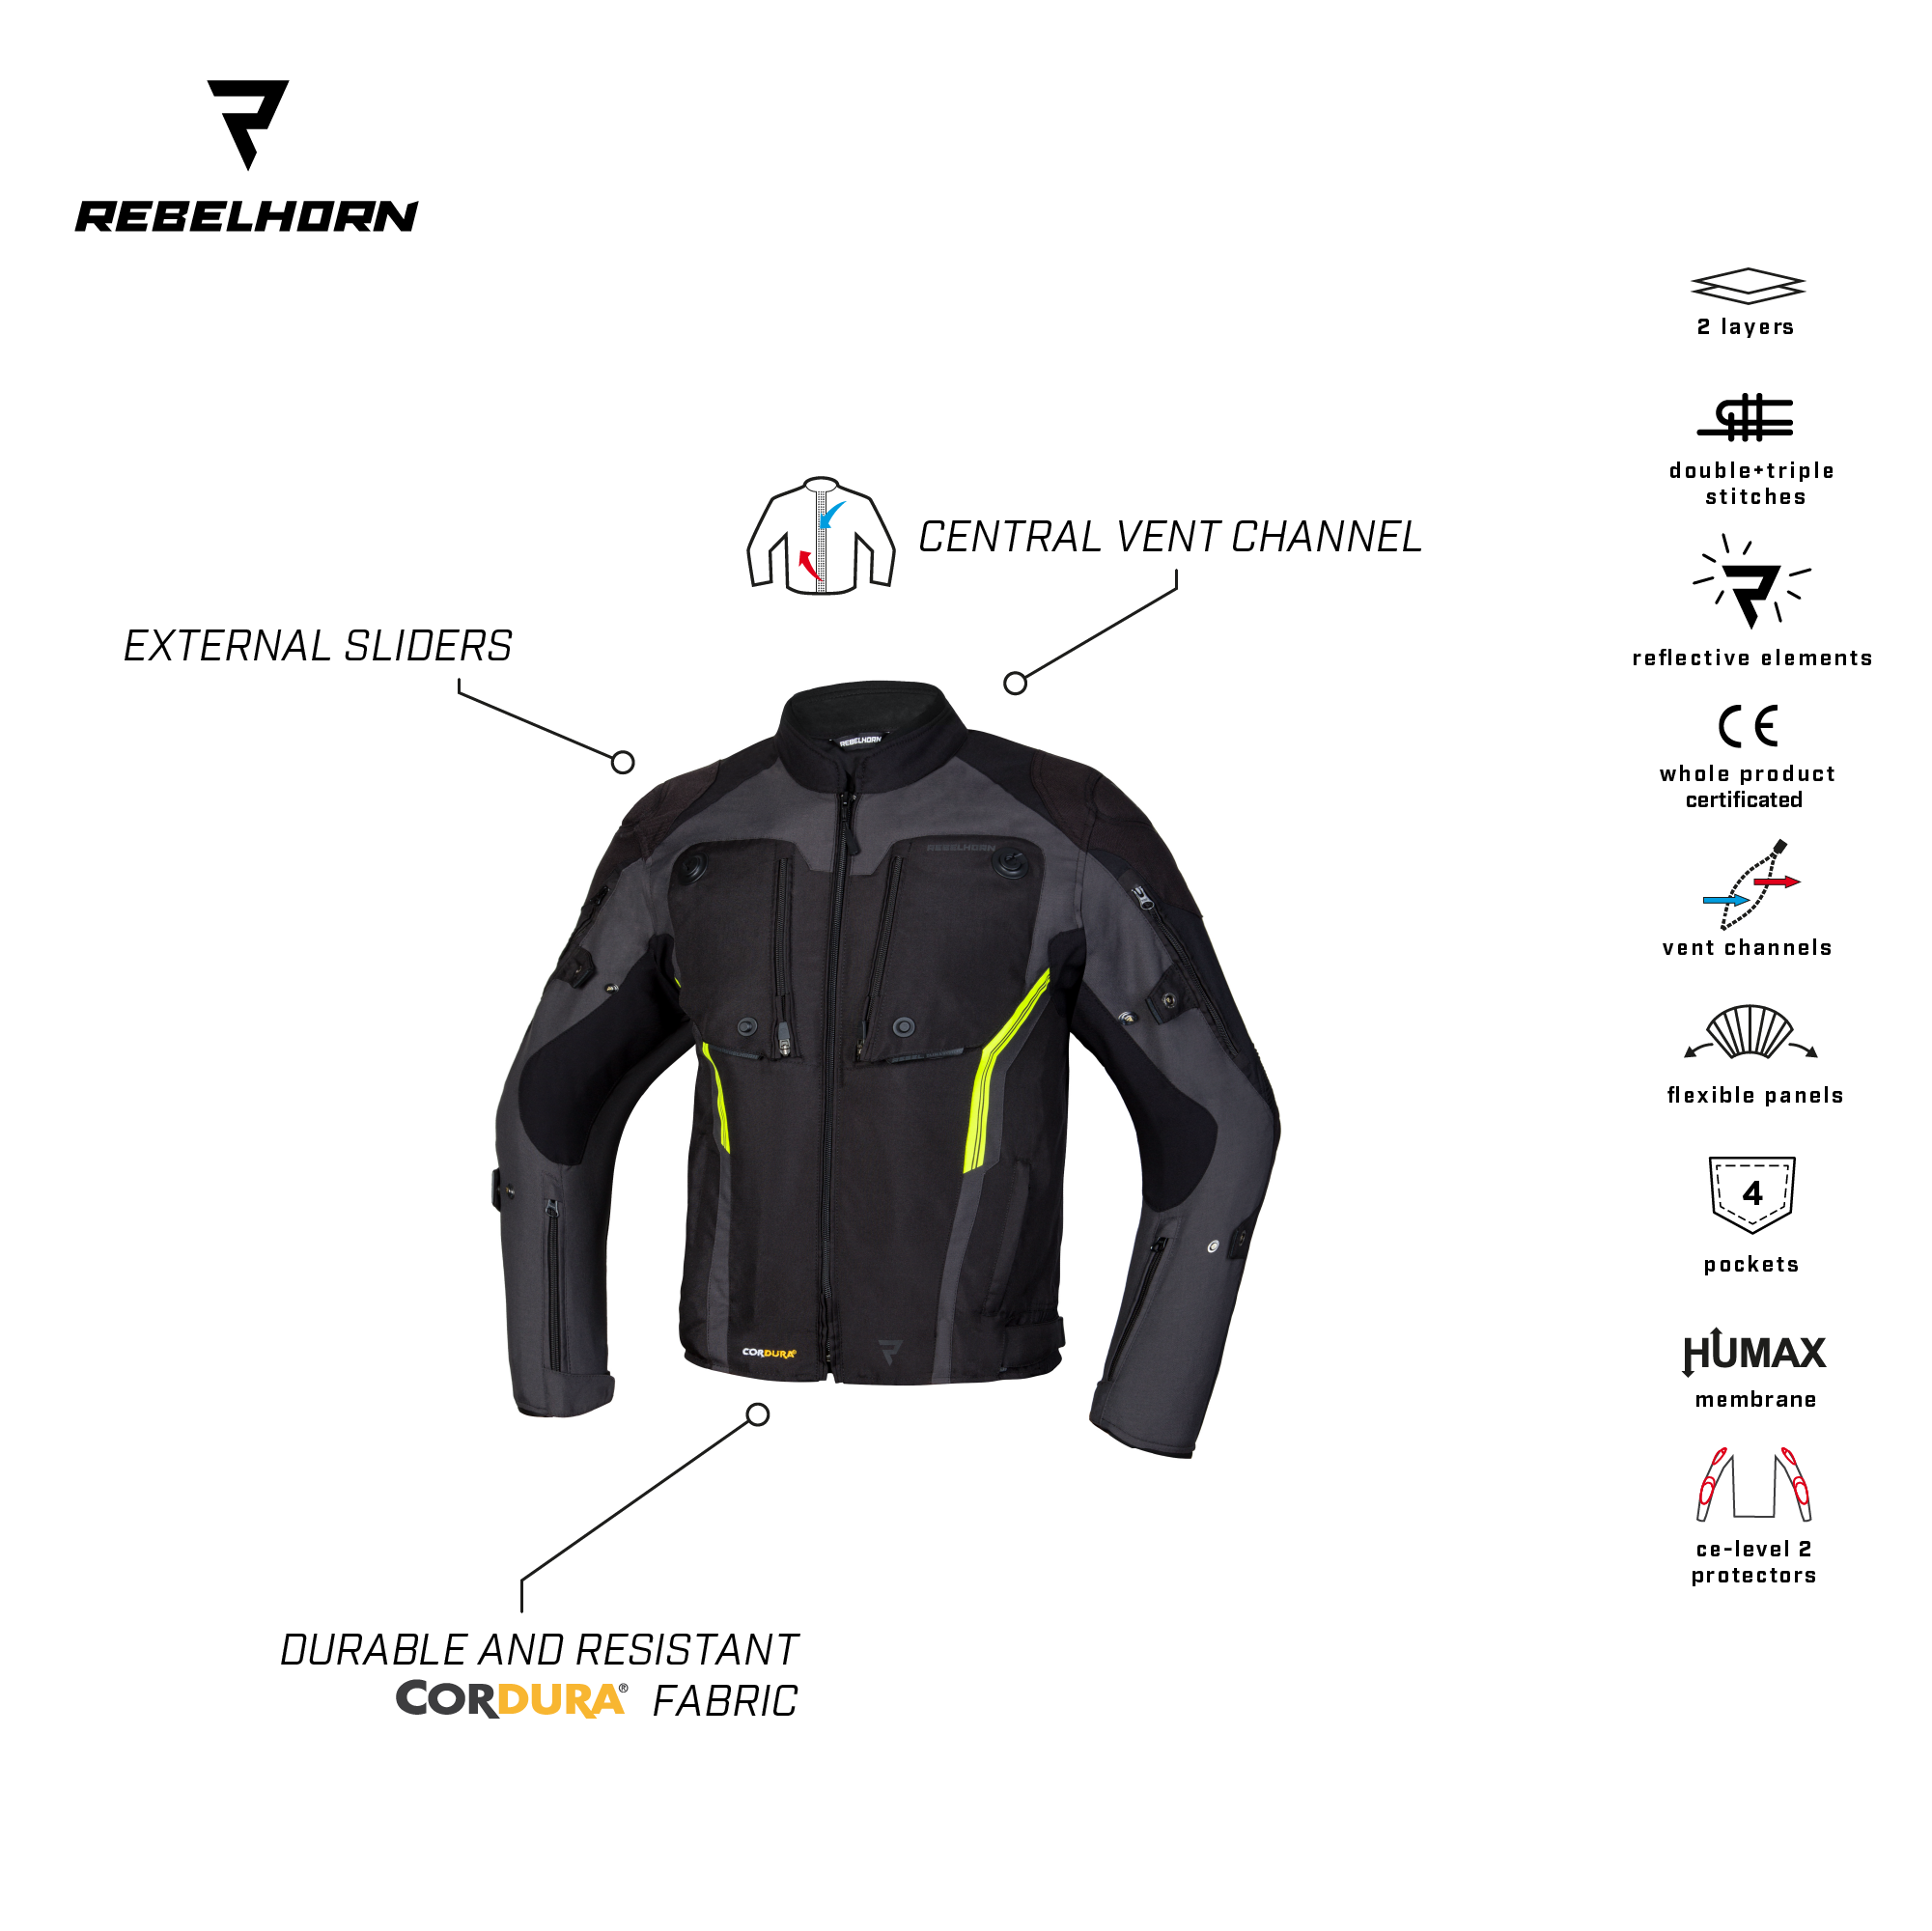 REBELHORN
2 layers
double+triple
stitches
CENTRAL VENT CHANNEL
EXTERNAL SLIDERS
reflective elements
REBELHORN
CE
whole product
certificated
REBELHORN
vent channels
flexible panels
4
pockets
CORDURA®
HUMAX
membrane
ce-level 2
protectors
DURABLE AND RESISTANT
CORDURA® FABRIC